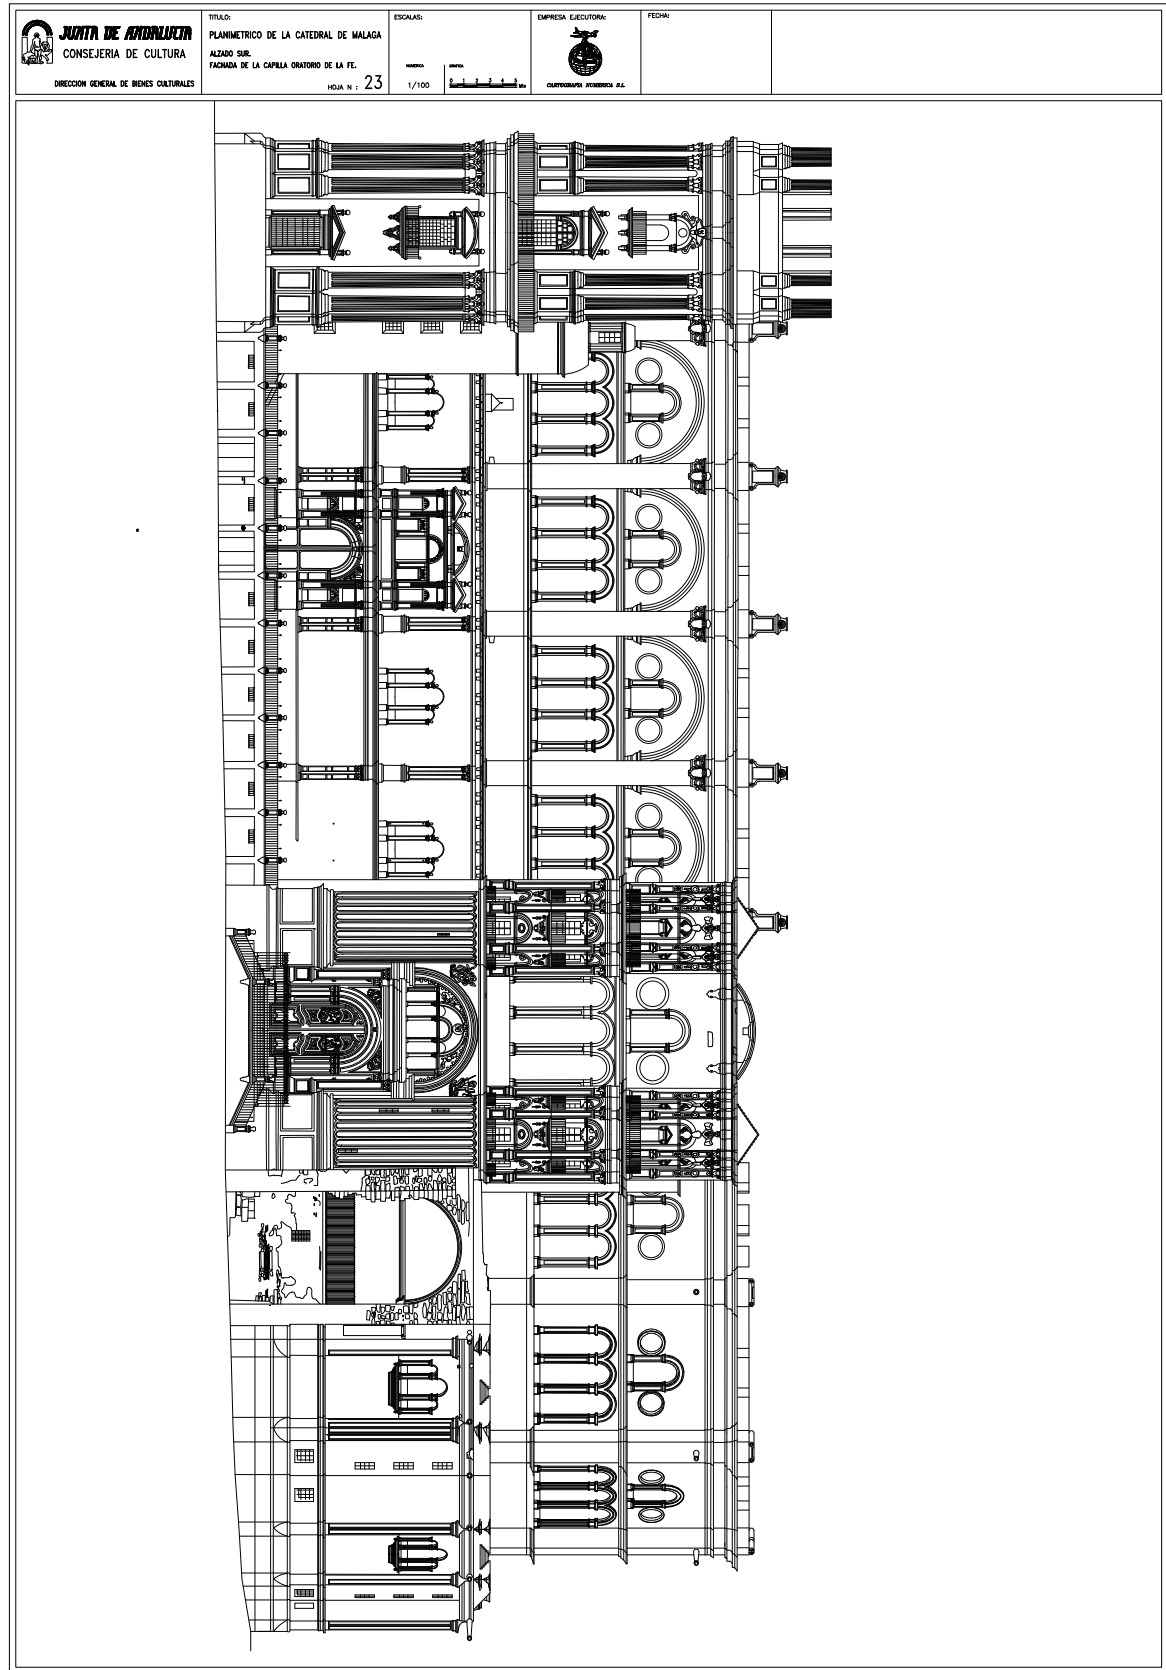 JUNTA DE ANDALUCIA
CONSEJERIA DE CULTURA
DIRECCION GENERAL DE BIENES CULTURALES
TITULO:
PLANIMETRICO DE LA CATEDRAL DE MALAGA
ALZADO SUR.
FACHADA DE LA CAPILLA ORATORIO DE LA FE.
HOJA N : 23
ESCALAS:
NUMERICA
1/100
GRAFICA
0 1 2 3 4 5 Mts
EMPRESA EJECUTORA:
CARTOGRAFIA NUMERICA S.L.
FECHA: